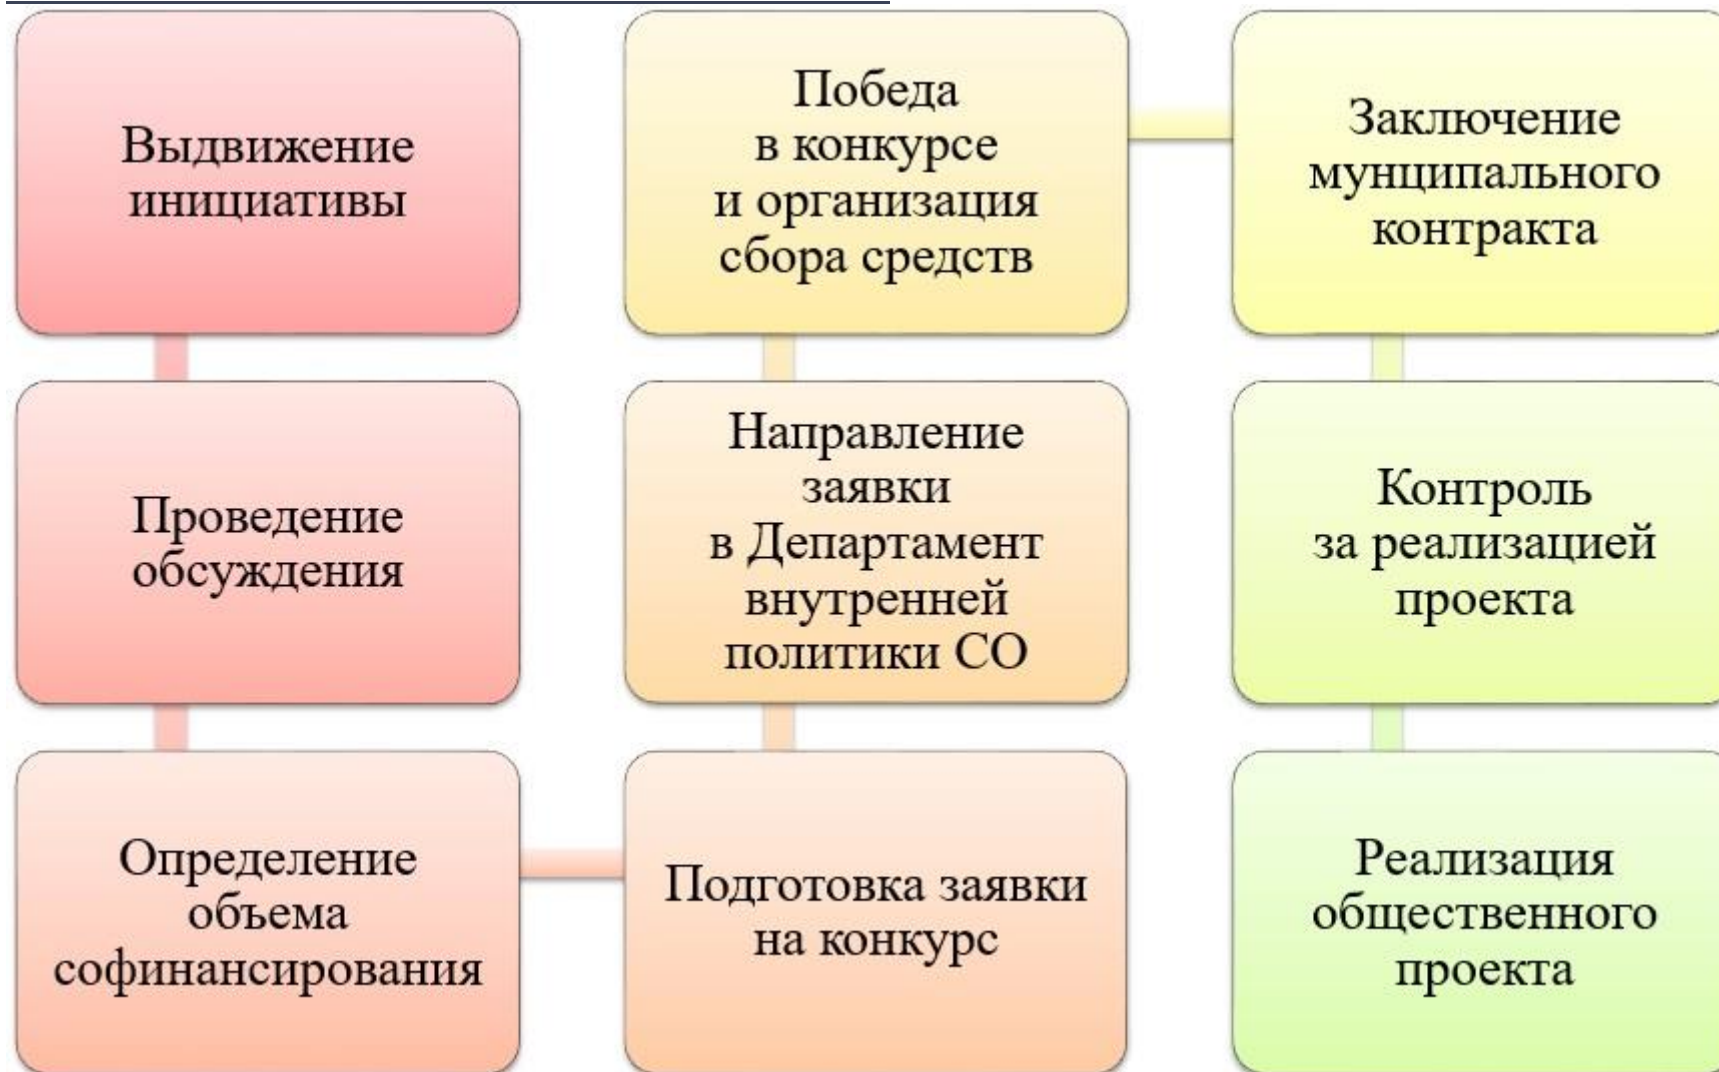 Выдвижение
инициативы
Проведение
обсуждения
Определение
объема
софинансирования
Подготовка заявки
на конкурс
Направление
заявки
в Департамент
внутренней
политики СО
Победа
в конкурсе
и организация
сбора средств
Заключение
мунципального
контракта
Контроль
за реализацией
проекта
Реализация
общественного
проекта